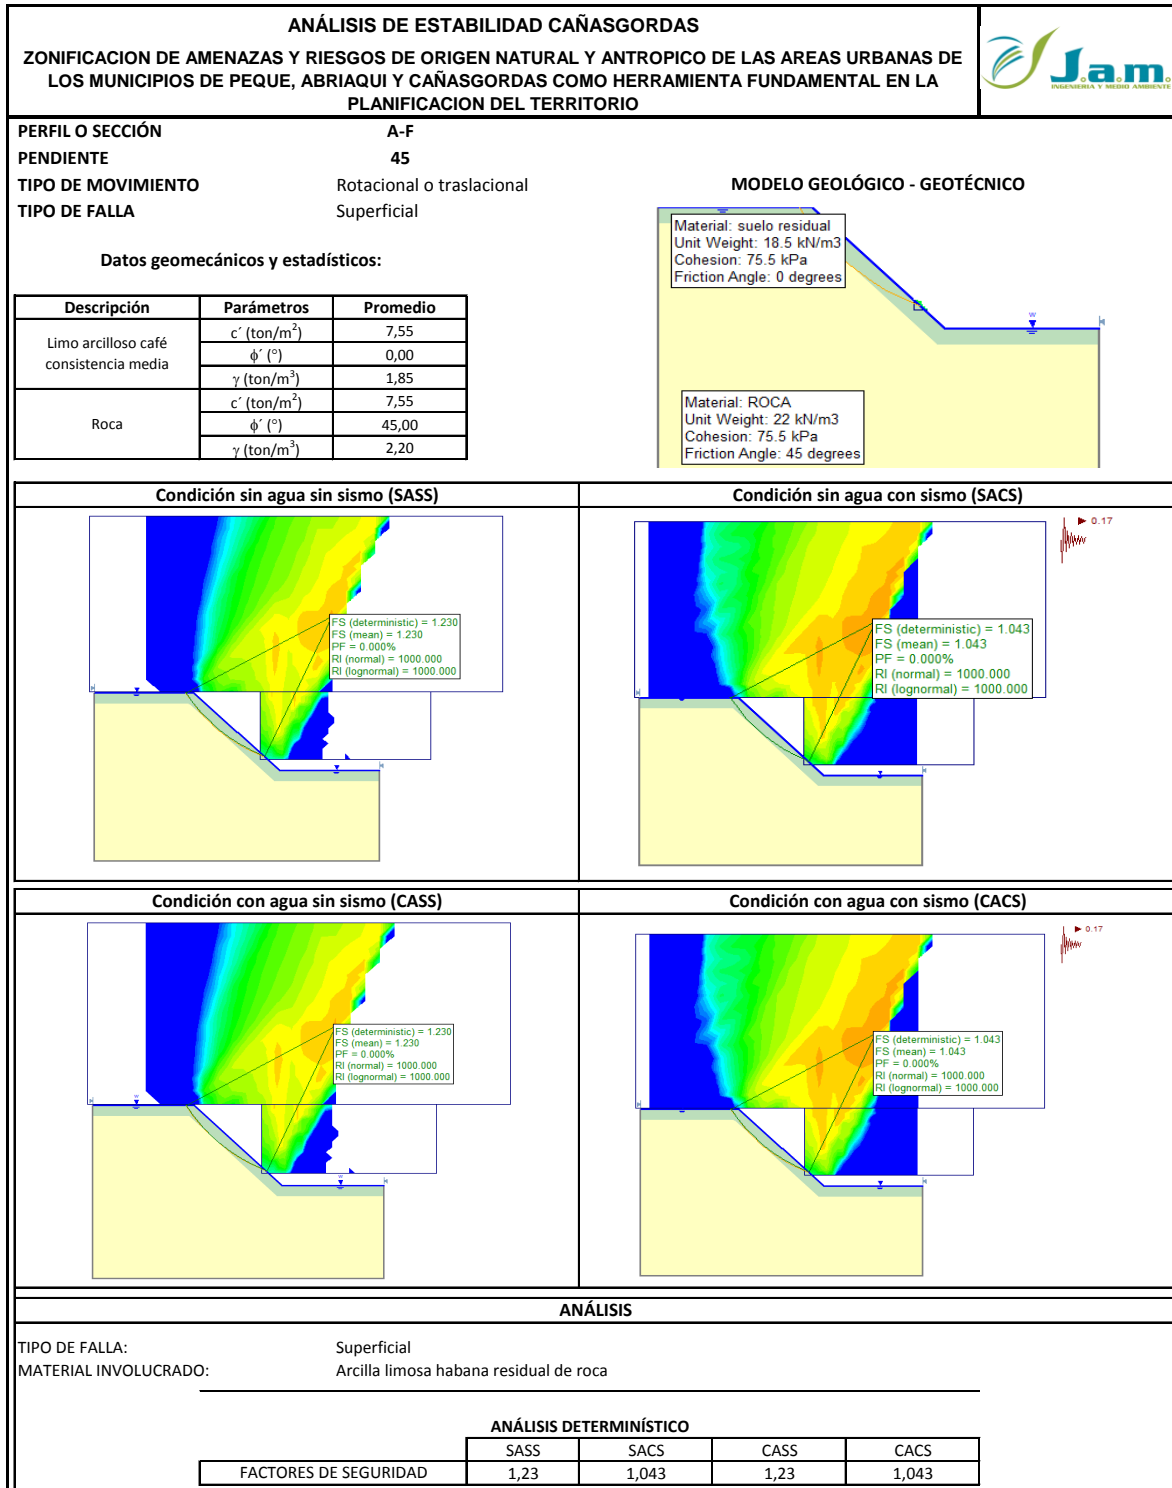 ANÁLISIS DE ESTABILIDAD CAÑASGORDAS
ZONIFICACION DE AMENAZAS Y RIESGOS DE ORIGEN NATURAL Y ANTROPICO DE LAS AREAS URBANAS DE
LOS MUNICIPIOS DE PEQUE, ABRIAQUI Y CAÑASGORDAS COMO HERRAMIENTA FUNDAMENTAL EN LA
PLANIFICACION DEL TERRITORIO
J.a.m.
INGENIERIA Y MEDIO AMBIENTE
PERFIL O SECCIÓN A-F
PENDIENTE 45
TIPO DE MOVIMIENTO Rotacional o traslacional
TIPO DE FALLA Superficial
MODELO GEOLÓGICO - GEOTÉCNICO
Material: suelo residual
Unit Weight: 18.5 kN/m3
Cohesion: 75.5 kPa
Friction Angle: 0 degrees
W
Material: ROCA
Unit Weight: 22 kN/m3
Cohesion: 75.5 kPa
Friction Angle: 45 degrees
Datos geomecánicos y estadísticos:
Descripción Parámetros Promedio
Limo arcilloso café consistencia media
c´ (ton/m²) 7,55
ϕ´ (°) 0,00
γ (ton/m³) 1,85
Roca
c´ (ton/m²) 7,55
ϕ´ (°) 45,00
γ (ton/m³) 2,20
Condición sin agua sin sismo (SASS)
FS (deterministic) = 1.230
FS (mean) = 1.230
PF = 0.000%
RI (normal) = 1000.000
RI (lognormal) = 1000.000
Condición sin agua con sismo (SACS)
0.17
FS (deterministic) = 1.043
FS (mean) = 1.043
PF = 0.000%
RI (normal) = 1000.000
RI (lognormal) = 1000.000
Condición con agua sin sismo (CASS)
FS (deterministic) = 1.230
FS (mean) = 1.230
PF = 0.000%
RI (normal) = 1000.000
RI (lognormal) = 1000.000
W
Condición con agua con sismo (CACS)
0.17
FS (deterministic) = 1.043
FS (mean) = 1.043
PF = 0.000%
RI (normal) = 1000.000
RI (lognormal) = 1000.000
ANÁLISIS
TIPO DE FALLA: Superficial
MATERIAL INVOLUCRADO: Arcilla limosa habana residual de roca
ANÁLISIS DETERMINÍSTICO
SASS SACS CASS CACS
FACTORES DE SEGURIDAD 1,23 1,043 1,23 1,043